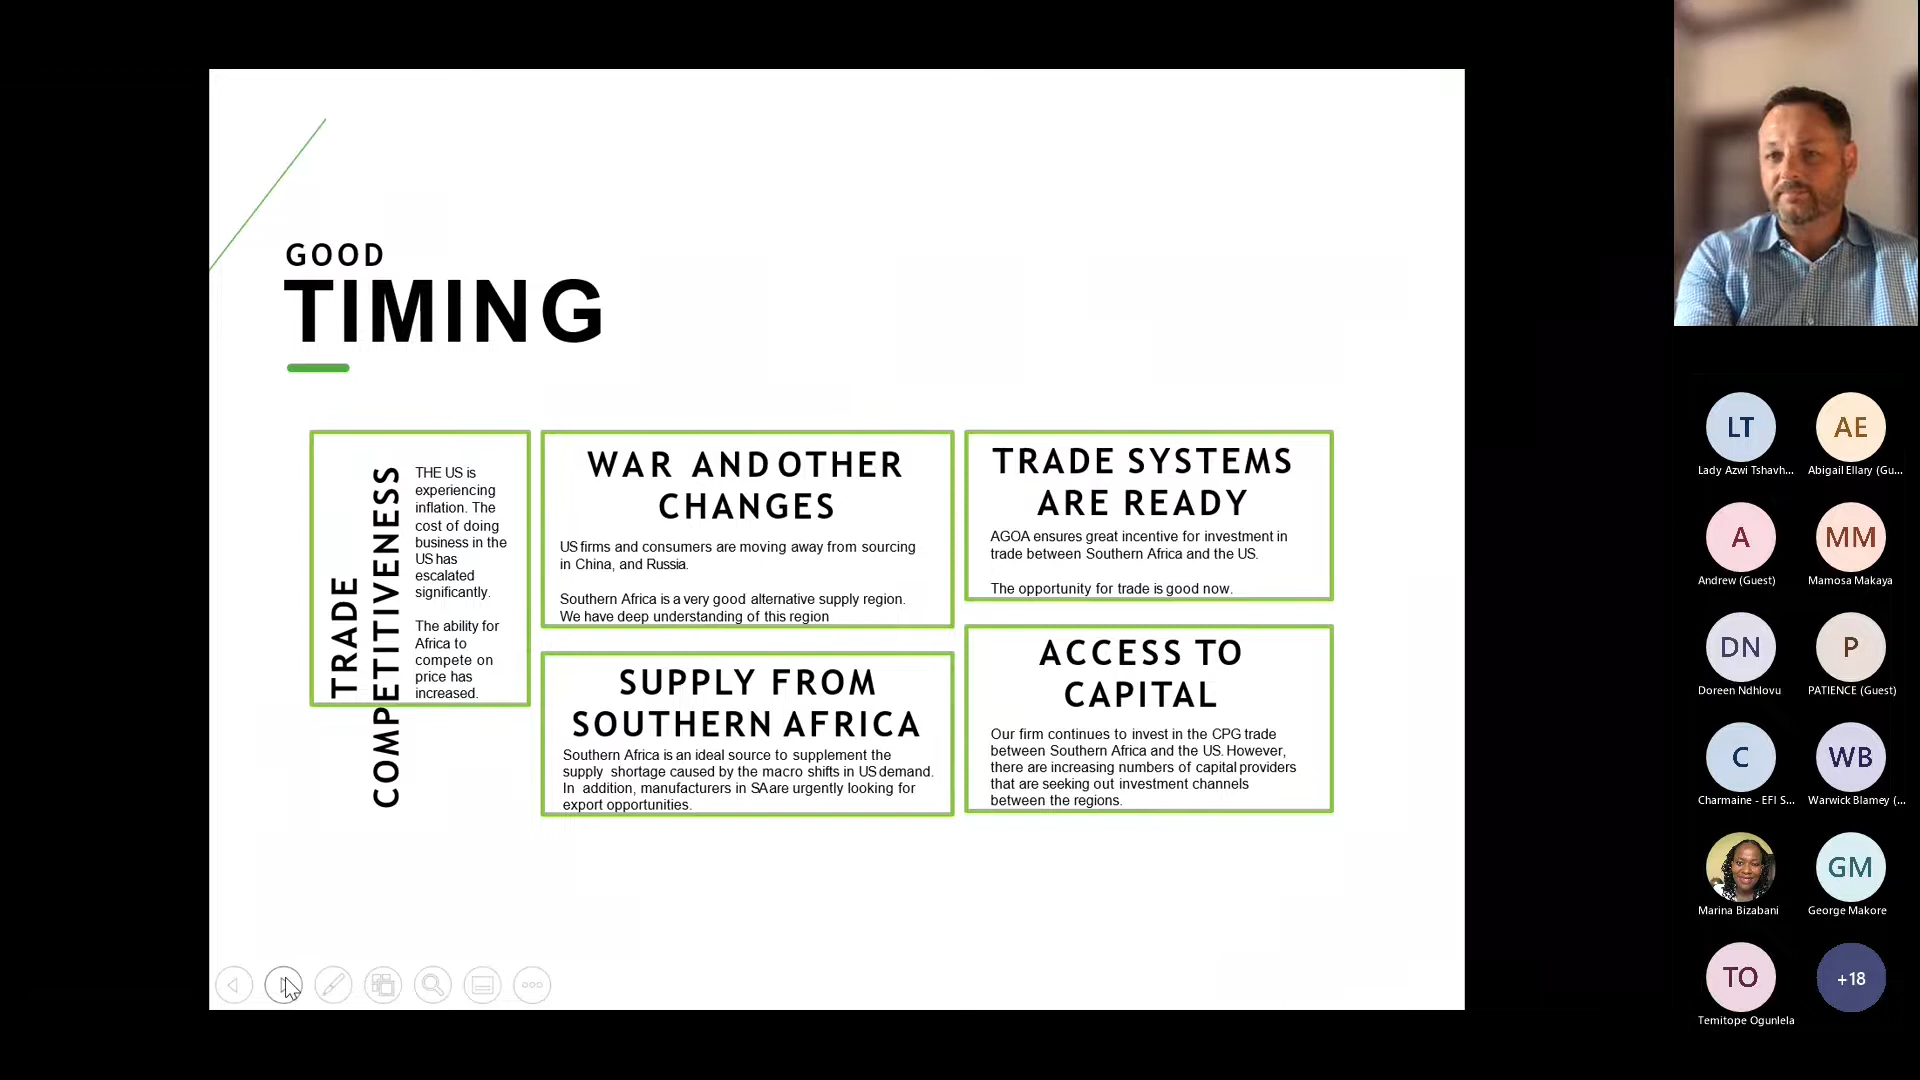 GOOD
TIMING
TRADE
COMPETITIVENESS
THE US is
experiencing
inflation. The
cost of doing
business in the
US has
escalated
significantly.
The ability for
Africa to
compete on
price has
increased.
WAR AND OTHER
CHANGES
US firms and consumers are moving away from sourcing
in China, and Russia.
Southern Africa is a very good alternative supply region.
We have deep understanding of this region
SUPPLY FROM
SOUTHERN AFRICA
Southern Africa is an ideal source to supplement the
supply shortage caused by the macro shifts in US demand.
In addition, manufacturers in SA are urgently looking for
export opportunities.
TRADE SYSTEMS
ARE READY
AGOA ensures great incentive for investment in
trade between Southern Africa and the US.
The opportunity for trade is good now.
ACCESS TO
CAPITAL
Our firm continues to invest in the CPG trade
between Southern Africa and the US. However,
there are increasing numbers of capital providers
that are seeking out investment channels
between the regions.
LT
Lady Azwi Tshavh...
AE
Abigail Ellary (Gu...
A
Andrew (Guest)
MM
Mamosa Makaya
DN
Doreen Ndhlovu
P
PATIENCE (Guest)
C
Charmaine - EFI S...
WB
Warwick Blamey (...
Marina Bizabani
GM
George Makore
TO
Temitope Ogunlela
+18